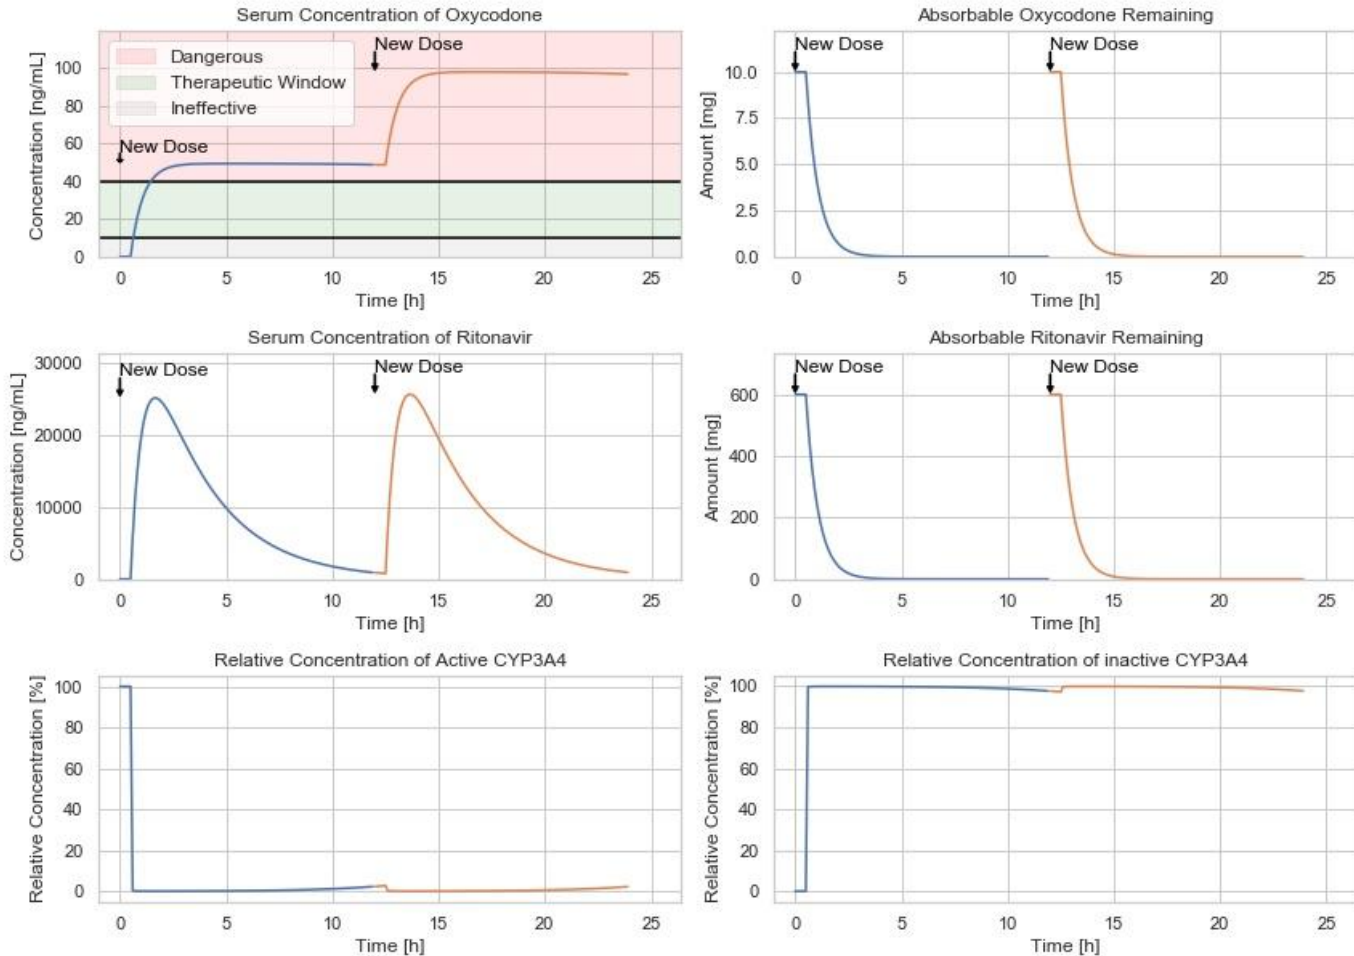 Serum Concentration of Oxycodone
Concentration [ng/mL]
100
80
60
40
20
0
Dangerous
Therapeutic Window
Ineffective
New Dose
New Dose
0 5 10 15 20 25
Time [h]
Absorbable Oxycodone Remaining
Amount [mg]
10.0
7.5
5.0
2.5
0.0
New Dose
New Dose
0 5 10 15 20 25
Time [h]
Serum Concentration of Ritonavir
Concentration [ng/mL]
30000
20000
10000
0
New Dose
New Dose
0 5 10 15 20 25
Time [h]
Absorbable Ritonavir Remaining
Amount [mg]
600
400
200
0
New Dose
New Dose
0 5 10 15 20 25
Time [h]
Relative Concentration of Active CYP3A4
Relative Concentration [%]
100
80
60
40
20
0
0 5 10 15 20 25
Time [h]
Relative Concentration of inactive CYP3A4
Relative Concentration [%]
100
80
60
40
20
0
0 5 10 15 20 25
Time [h]